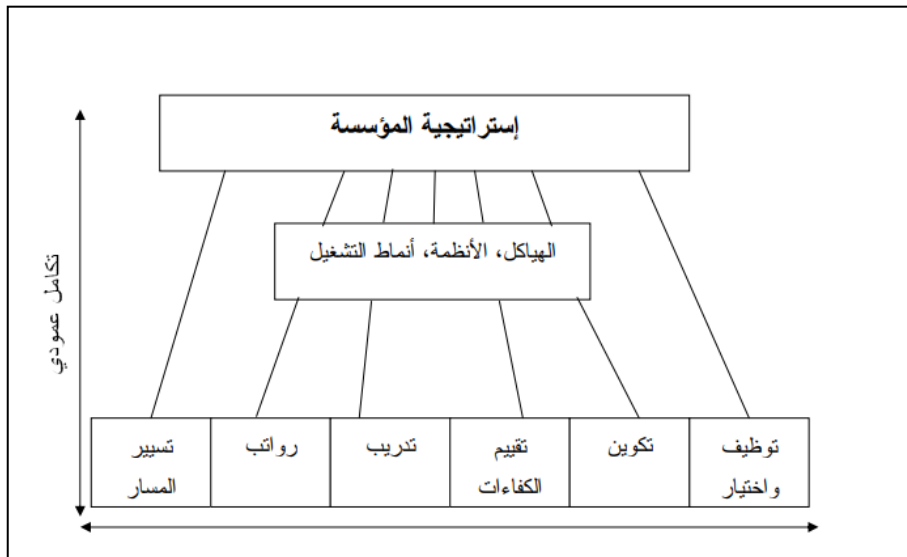 إستراتيجية المؤسسة
الهياكل، الأنظمة، أنماط التشغيل
تكامل عمودي
توظيف
واختيار
تكوين
تقييم
الكفاءات
تدريب
رواتب
تسيير
المسار